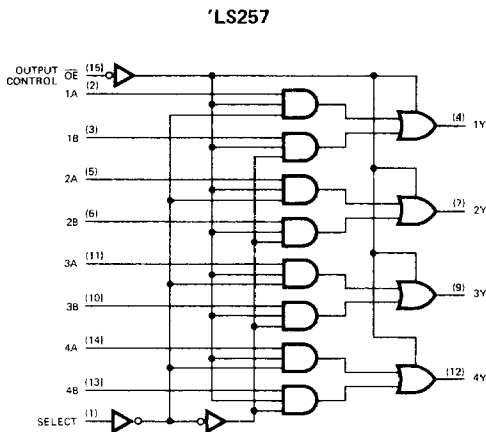 'LS257
OUTPUT CONTROL OE (15)
1A (2)
1B (3)
2A (5)
2B (6)
3A (11)
3B (10)
4A (14)
4B (13)
SELECT (1)
(4) 1Y
(7) 2Y
(9) 3Y
(12) 4Y